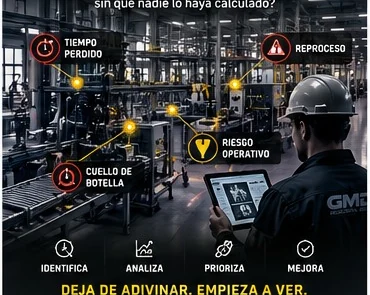 sin que nadie lo haya calculado?
TIEMPO
PERDIDO
REPROCESO
RIESGO
OPERATIVO
CUELLO DE
BOTELLA
GMD
IDENTIFICA
ANALIZA
PRIORIZA
MEJORA
DEJA DE ADIVINAR. EMPIEZA A VER.